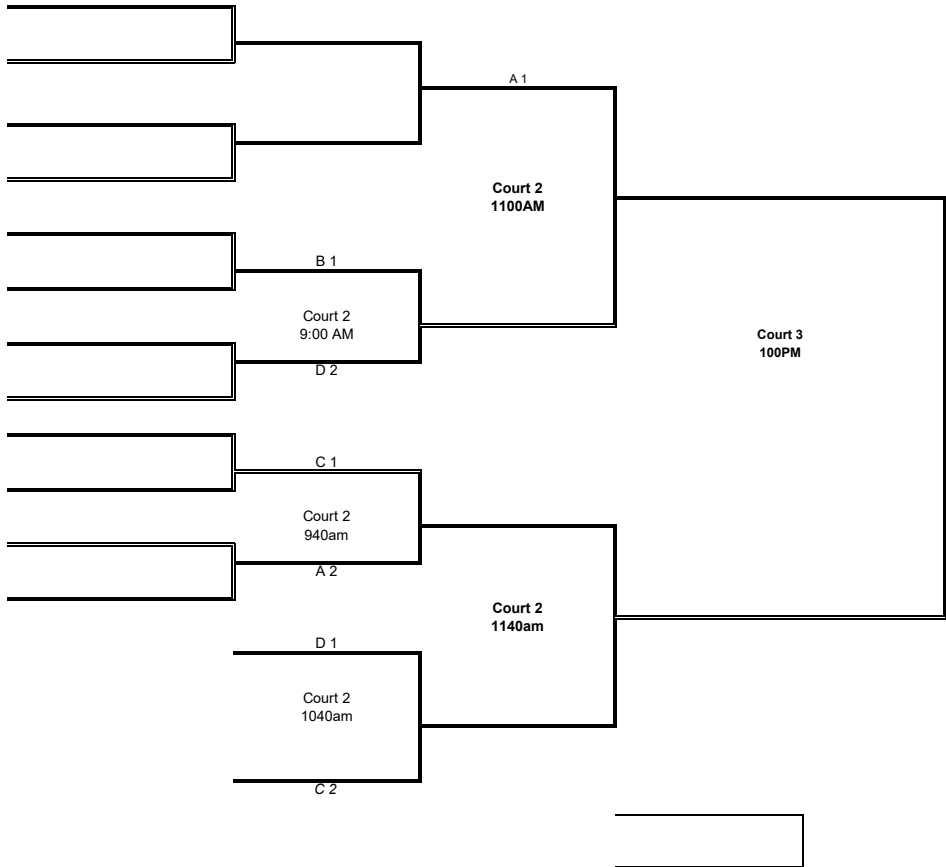 A 1
Court 2
1100AM
B 1
Court 2
9:00 AM
D 2
Court 3
100PM
C 1
Court 2
940am
A 2
Court 2
1140am
D 1
Court 2
1040am
C 2